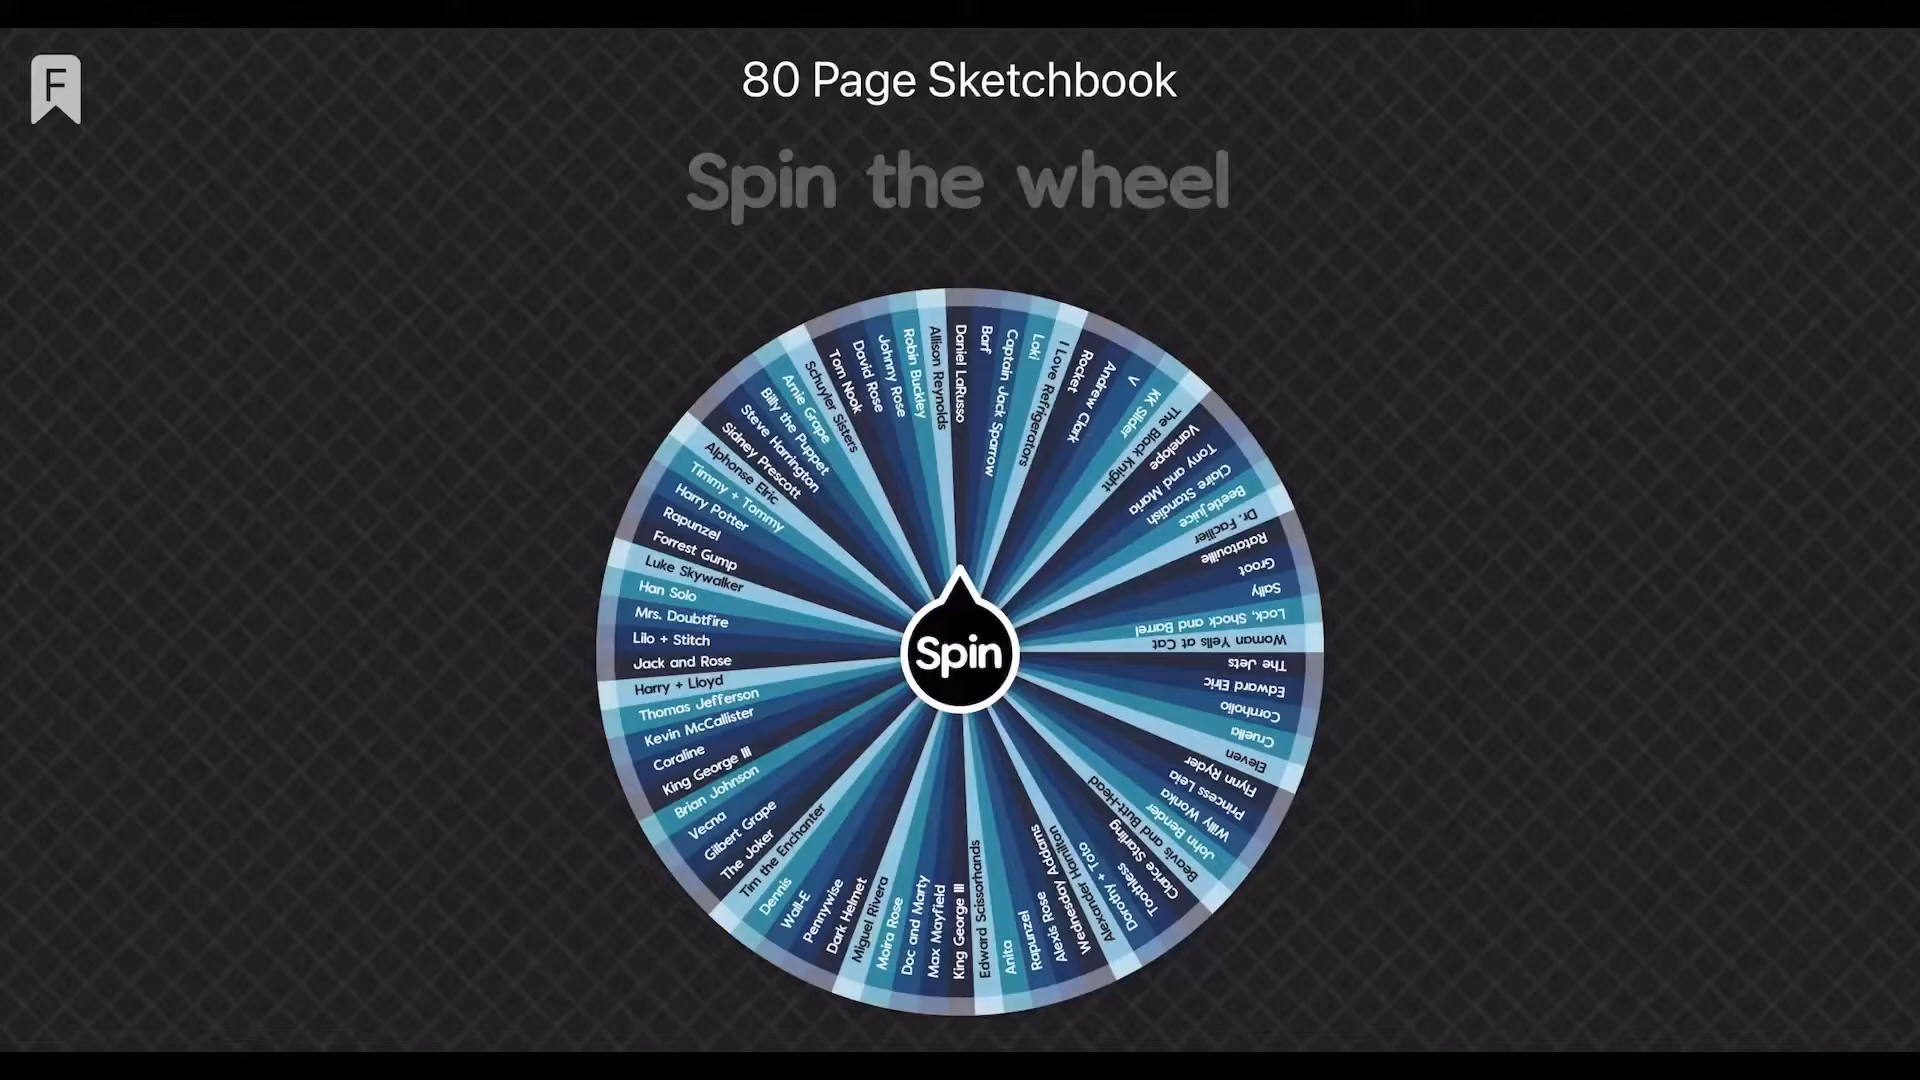 F
80 Page Sketchbook
Spin the wheel
Daniel LaRusso
Barf
Captain Jack Sparrow
Loki
I Love Refrigerators
Rocket
Andrew Clark
V
KK Slider
The Black Knight
Vanelope
Tony and Maria
Claire Standish
Beetlejuice
Dr. Facilier
Ratatouille
Groot
Sally
Lock, Shock and Barrel
Woman Yells at Cat
The Jets
Edward Elric
Cornholio
Cruella
Eleven
Flynn Ryder
Princess Leia
Willy Wonka
John Bender
Beavis and Butt-Head
Clarice Starling
Toothless
Dorothy + Toto
Alexander Hamilton
Wednesday Addams
Alexis Rose
Rapunzel
Anita
Edward Scissorhands
King George III
Max Mayfield
Doc and Marty
Moira Rose
Miguel Rivera
Dark Helmet
Pennywise
Wall-E
Dennis
Tim the Enchanter
The Joker
Gilbert Grape
Vecna
Brian Johnson
King George III
Coraline
Kevin McCallister
Thomas Jefferson
Harry + Lloyd
Jack and Rose
Lilo + Stitch
Mrs. Doubtfire
Han Solo
Luke Skywalker
Forrest Gump
Rapunzel
Harry Potter
Timmy + Tommy
Alphonse Elric
Sidney Prescott
Steve Harrington
Billy the Puppet
Arnie Grape
Schuyler Sisters
Tom Nook
David Rose
Johnny Rose
Robin Buckley
Allison Reynolds
Spin